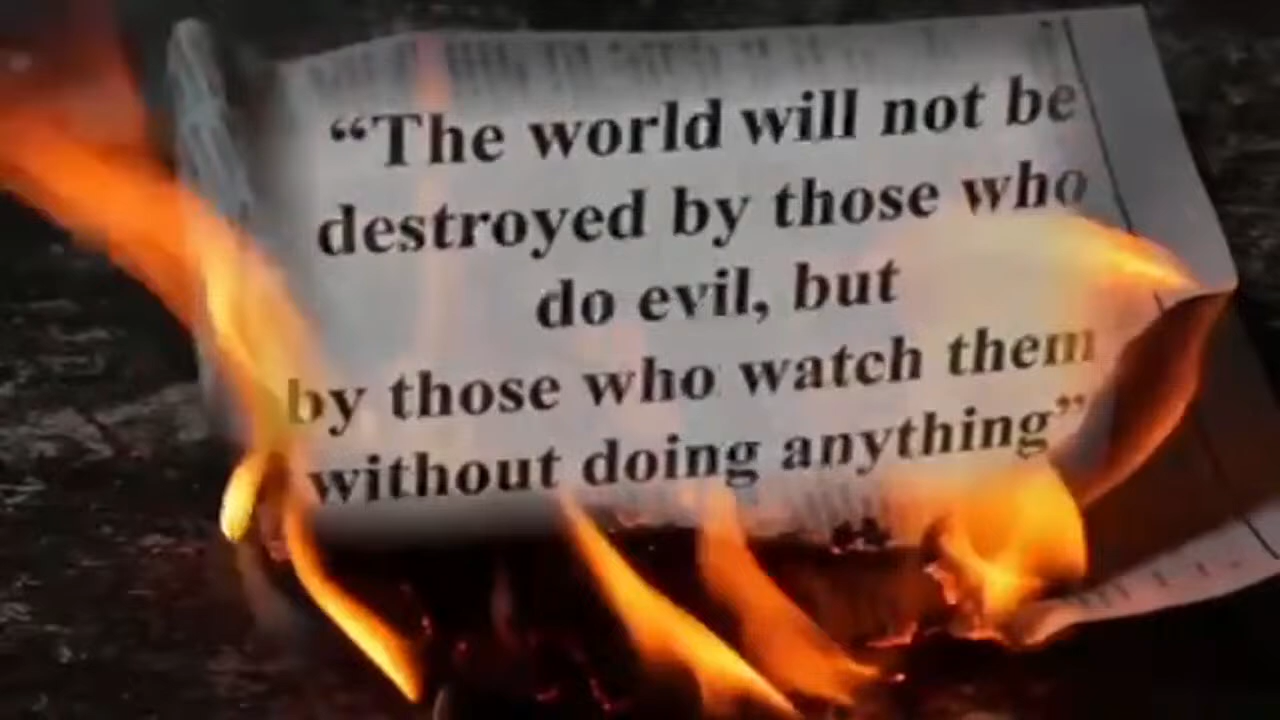 “The world will not be
destroyed by those who
do evil, but
by those who watch them
without doing anything”